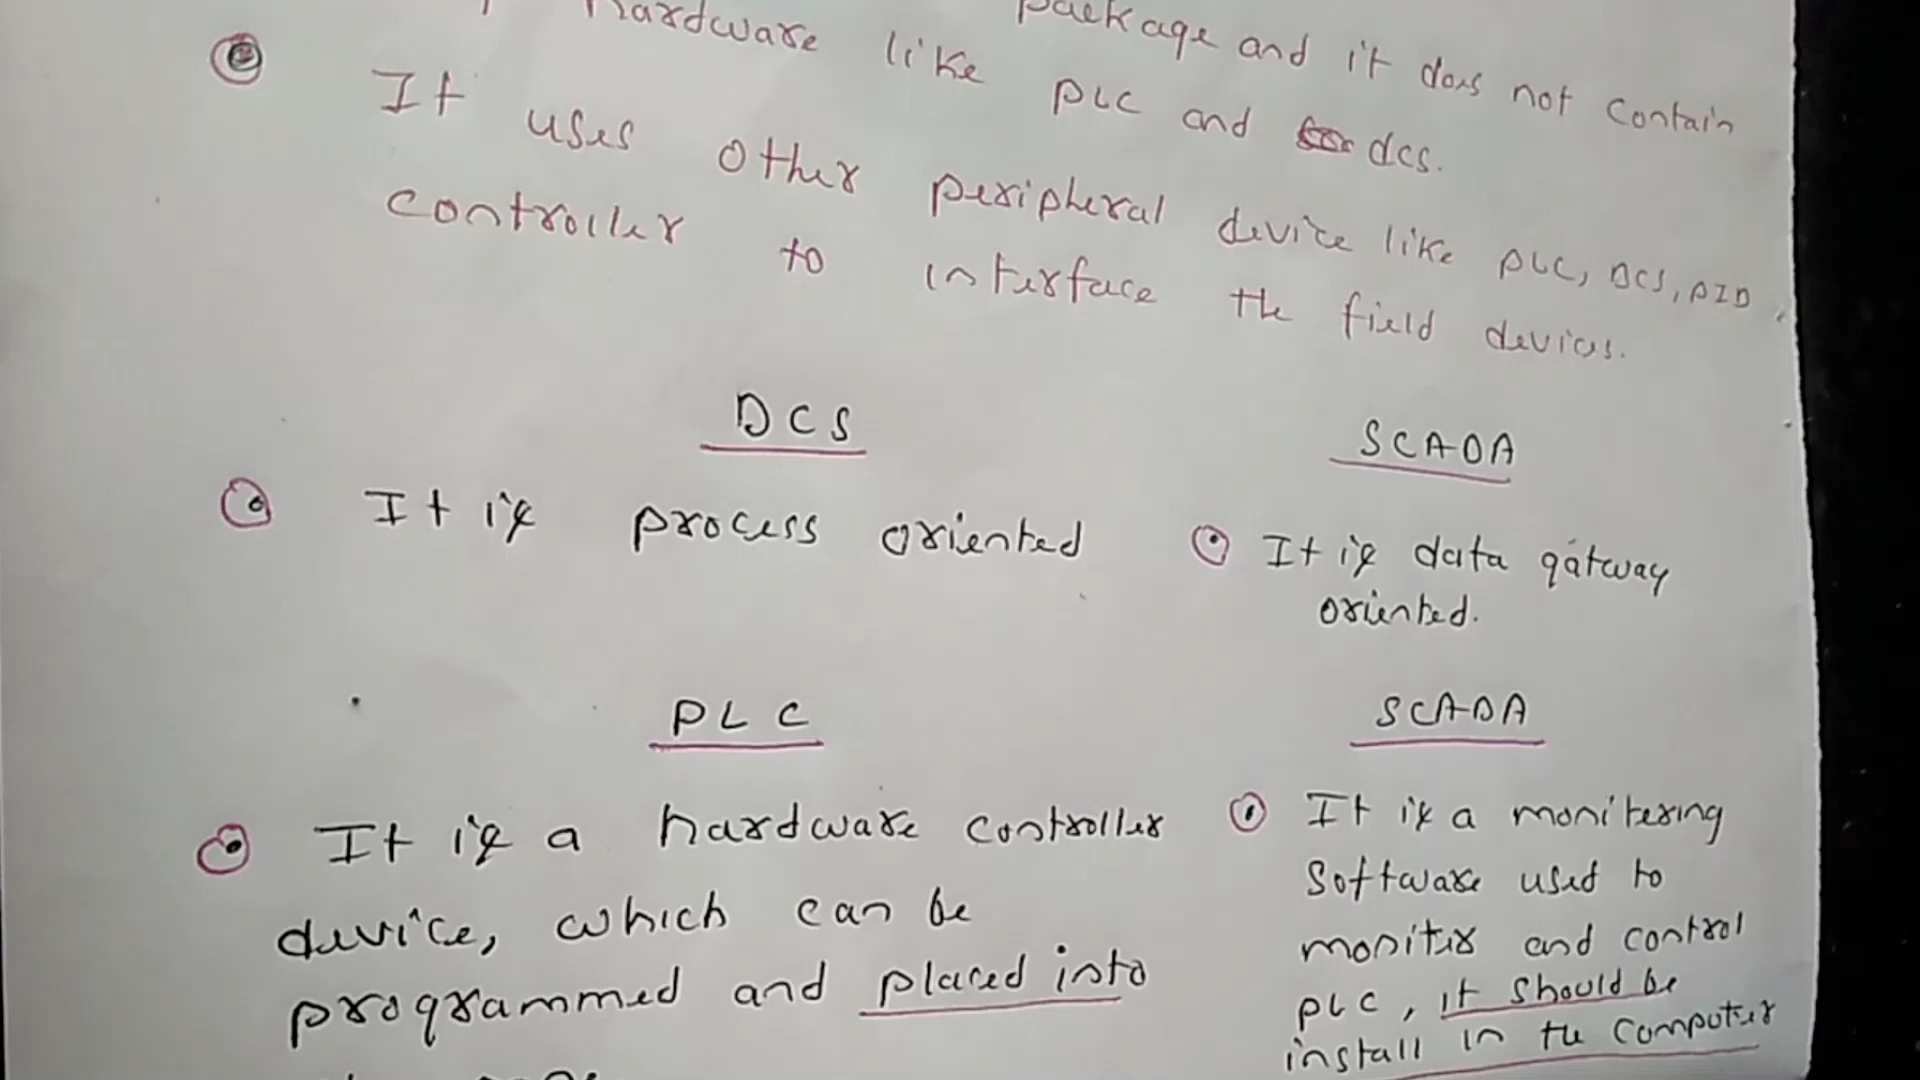 hardware like PLC and dcs.
package and it does not contain
It uses other peripheral device like PLC, DCS, PID
controller to interface the field devices.
DCS
It is process oriented
SCADA
It is data gatway
oriented.
PLC
It is a hardware controller
device, which can be
programmed and placed into
SCADA
It is a monitering
Software used to
moniter and control
PLC, it should be
install in the computer